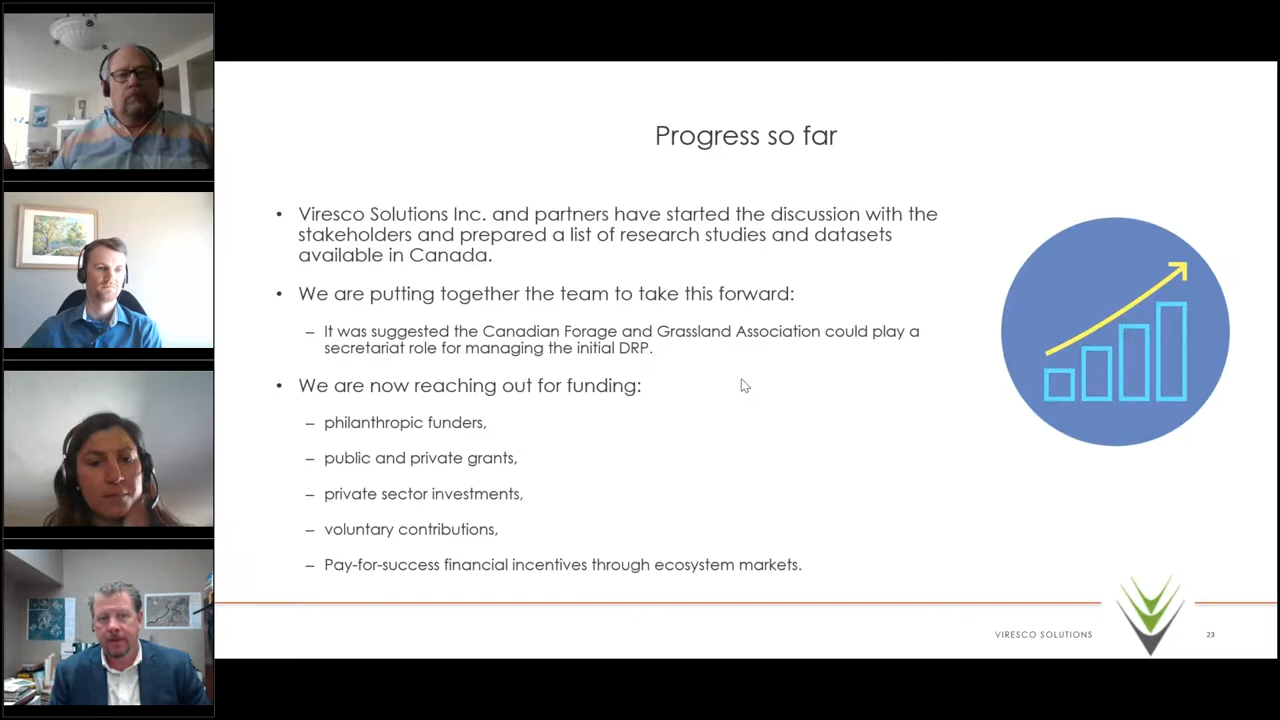 Progress so far
• Viresco Solutions Inc. and partners have started the discussion with the
stakeholders and prepared a list of research studies and datasets
available in Canada.
• We are putting together the team to take this forward:
– It was suggested the Canadian Forage and Grassland Association could play a
secretariat role for managing the initial DRP.
• We are now reaching out for funding:
– philanthropic funders,
– public and private grants,
– private sector investments,
– voluntary contributions,
– Pay-for-success financial incentives through ecosystem markets.
VIRESCO SOLUTIONS
23